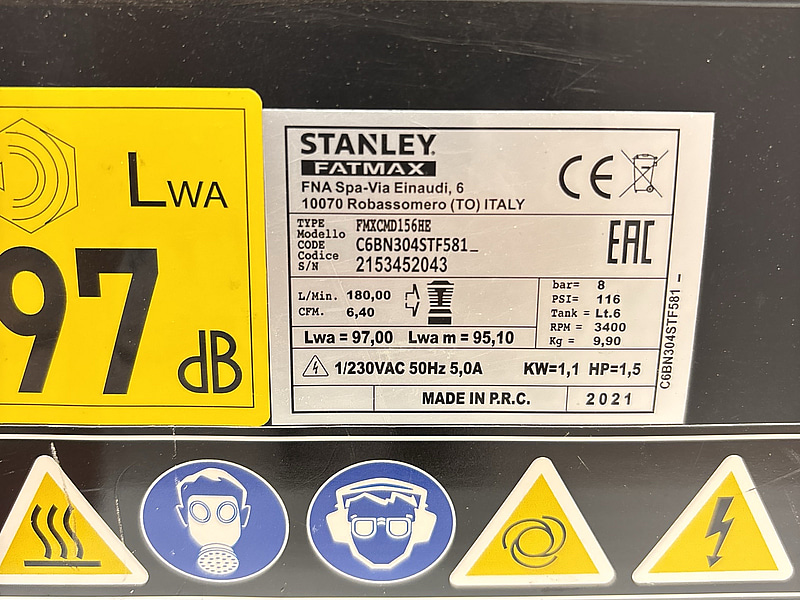 LWA
97
dB
STANLEY®
FATMAX
FNA Spa-Via Einaudi, 6
10070 Robassomero (TO) ITALY
CE
TYPE FMXCMD156HE
Modello
CODE C6BN304STF581_
Codice
S/N 2153452043
EAC
L/Min. 180,00
CFM. 6,40
bar= 8
PSI= 116
Tank = Lt.6
RPM = 3400
Kg = 9,90
Lwa = 97,00 Lwa m = 95,10
1/230VAC 50Hz 5,0A KW=1,1 HP=1,5
MADE IN P.R.C. 2021
C6BN304STF581_